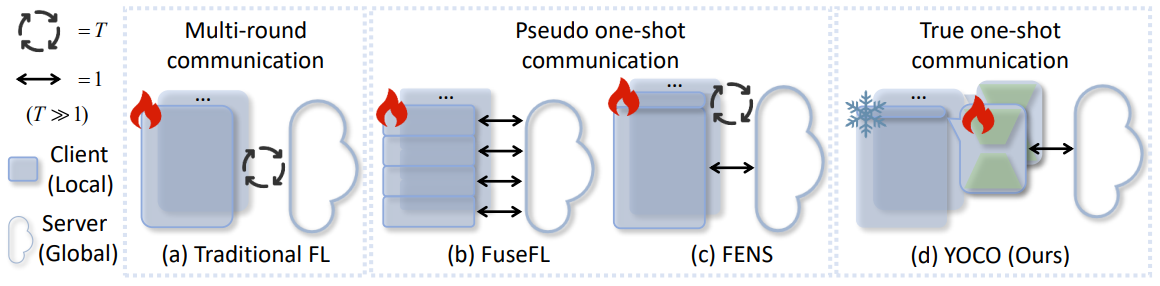 = T
= 1
(T ≫ 1)
Client
(Local)
Server
(Global)
Multi-round
communication
...
(a) Traditional FL
Pseudo one-shot
communication
...
(b) FuseFL
...
(c) FENS
True one-shot
communication
...
(d) YOCO (Ours)